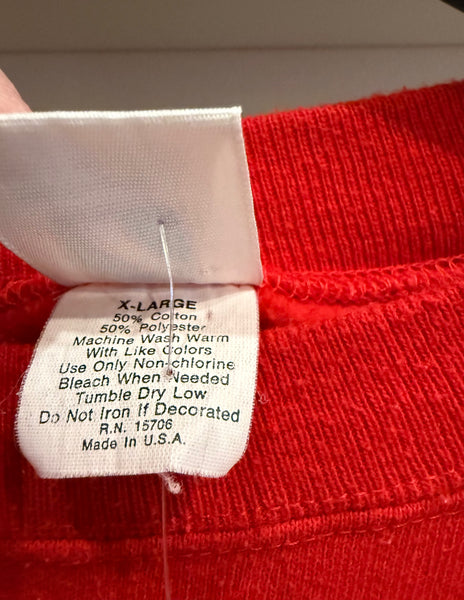 X-LARGE
50% Cotton
50% Polyester
Machine Wash Warm
With Like Colors
Use Only Non-chlorine
Bleach When Needed
Tumble Dry Low
Do Not Iron If Decorated
R.N. 15706
Made In U.S.A.